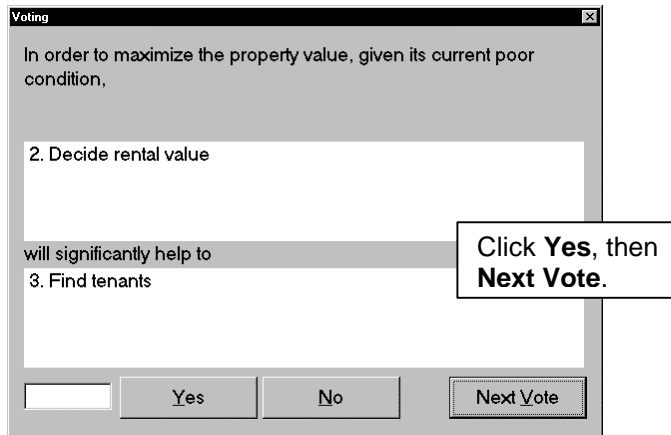 Voting
In order to maximize the property value, given its current poor
condition,
2. Decide rental value
will significantly help to
3. Find tenants
Click Yes, then
Next Vote.
Yes
No
Next Vote